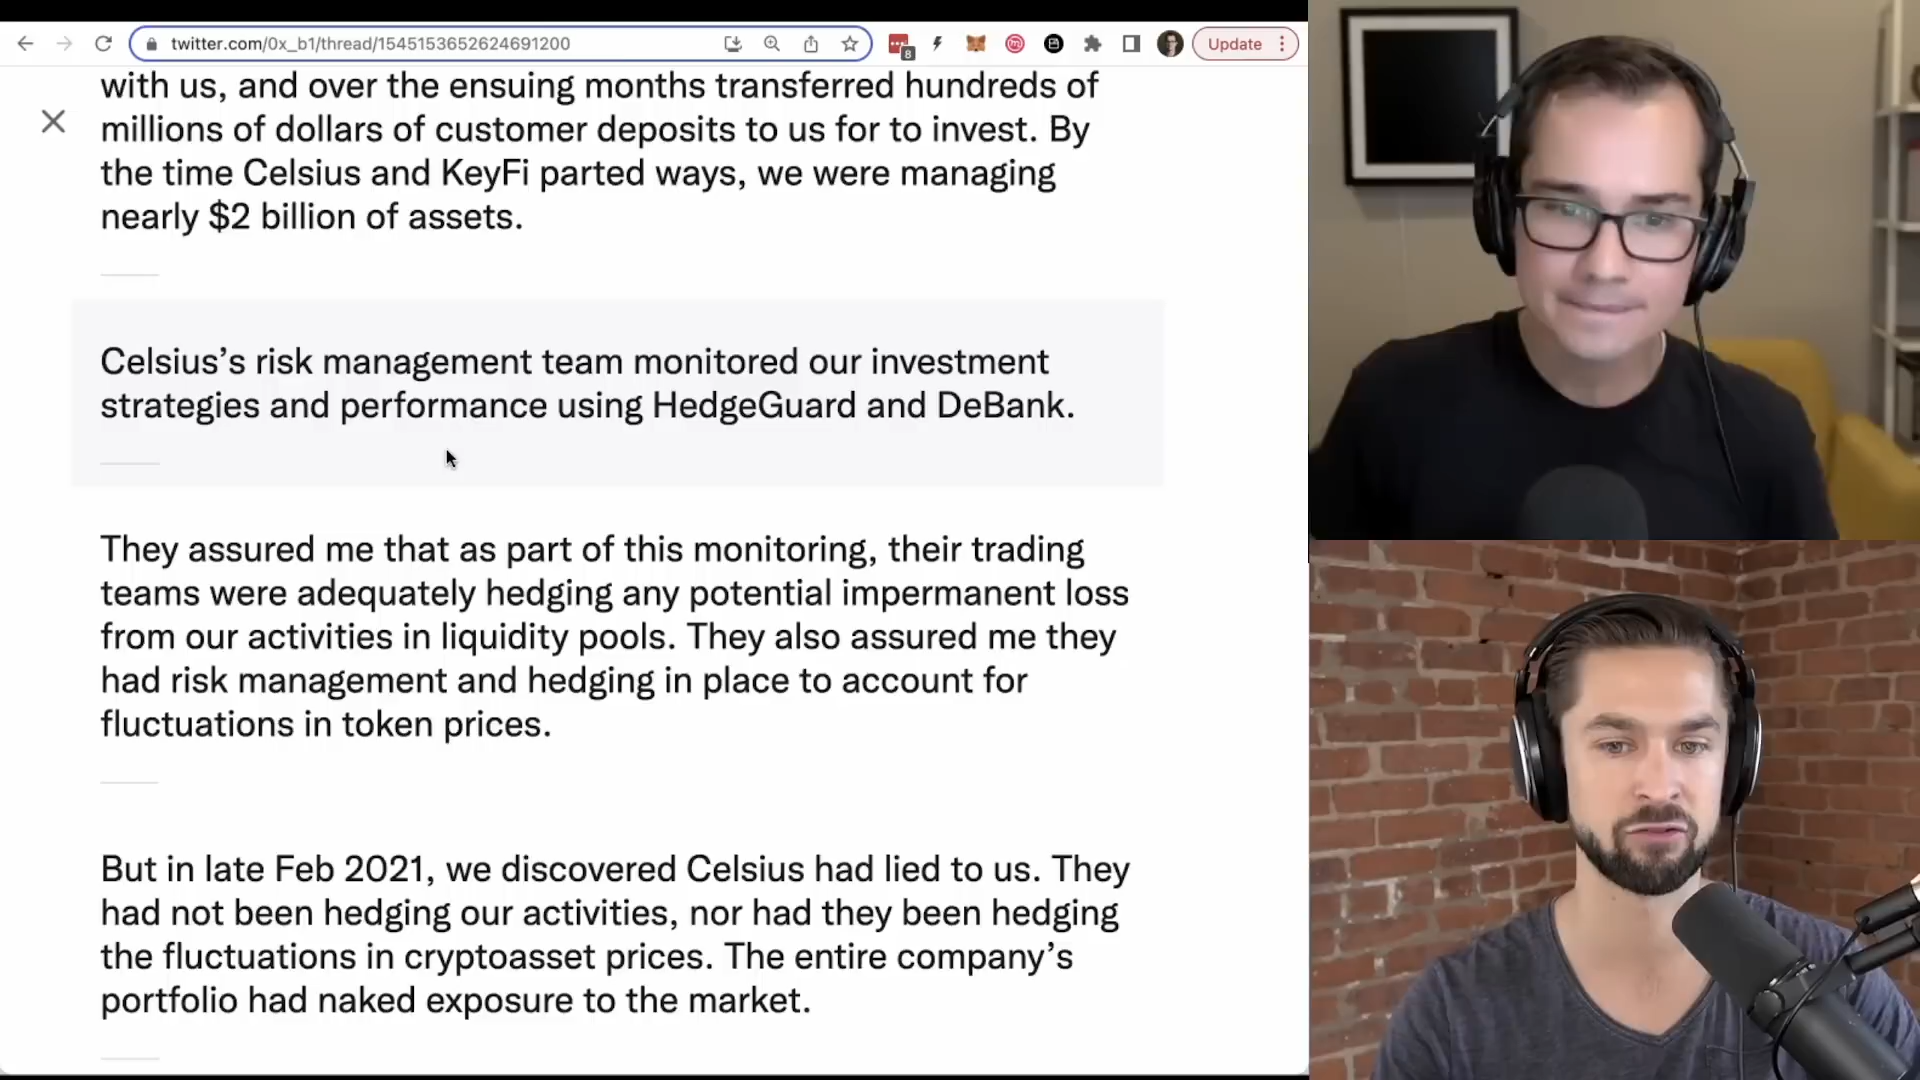 twitter.com/0x_b1/thread/1545153652624691200
8
Update
with us, and over the ensuing months transferred hundreds of
millions of dollars of customer deposits to us for to invest. By
the time Celsius and KeyFi parted ways, we were managing
nearly $2 billion of assets.
Celsius’s risk management team monitored our investment
strategies and performance using HedgeGuard and DeBank.
They assured me that as part of this monitoring, their trading
teams were adequately hedging any potential impermanent loss
from our activities in liquidity pools. They also assured me they
had risk management and hedging in place to account for
fluctuations in token prices.
But in late Feb 2021, we discovered Celsius had lied to us. They
had not been hedging our activities, nor had they been hedging
the fluctuations in cryptoasset prices. The entire company’s
portfolio had naked exposure to the market.